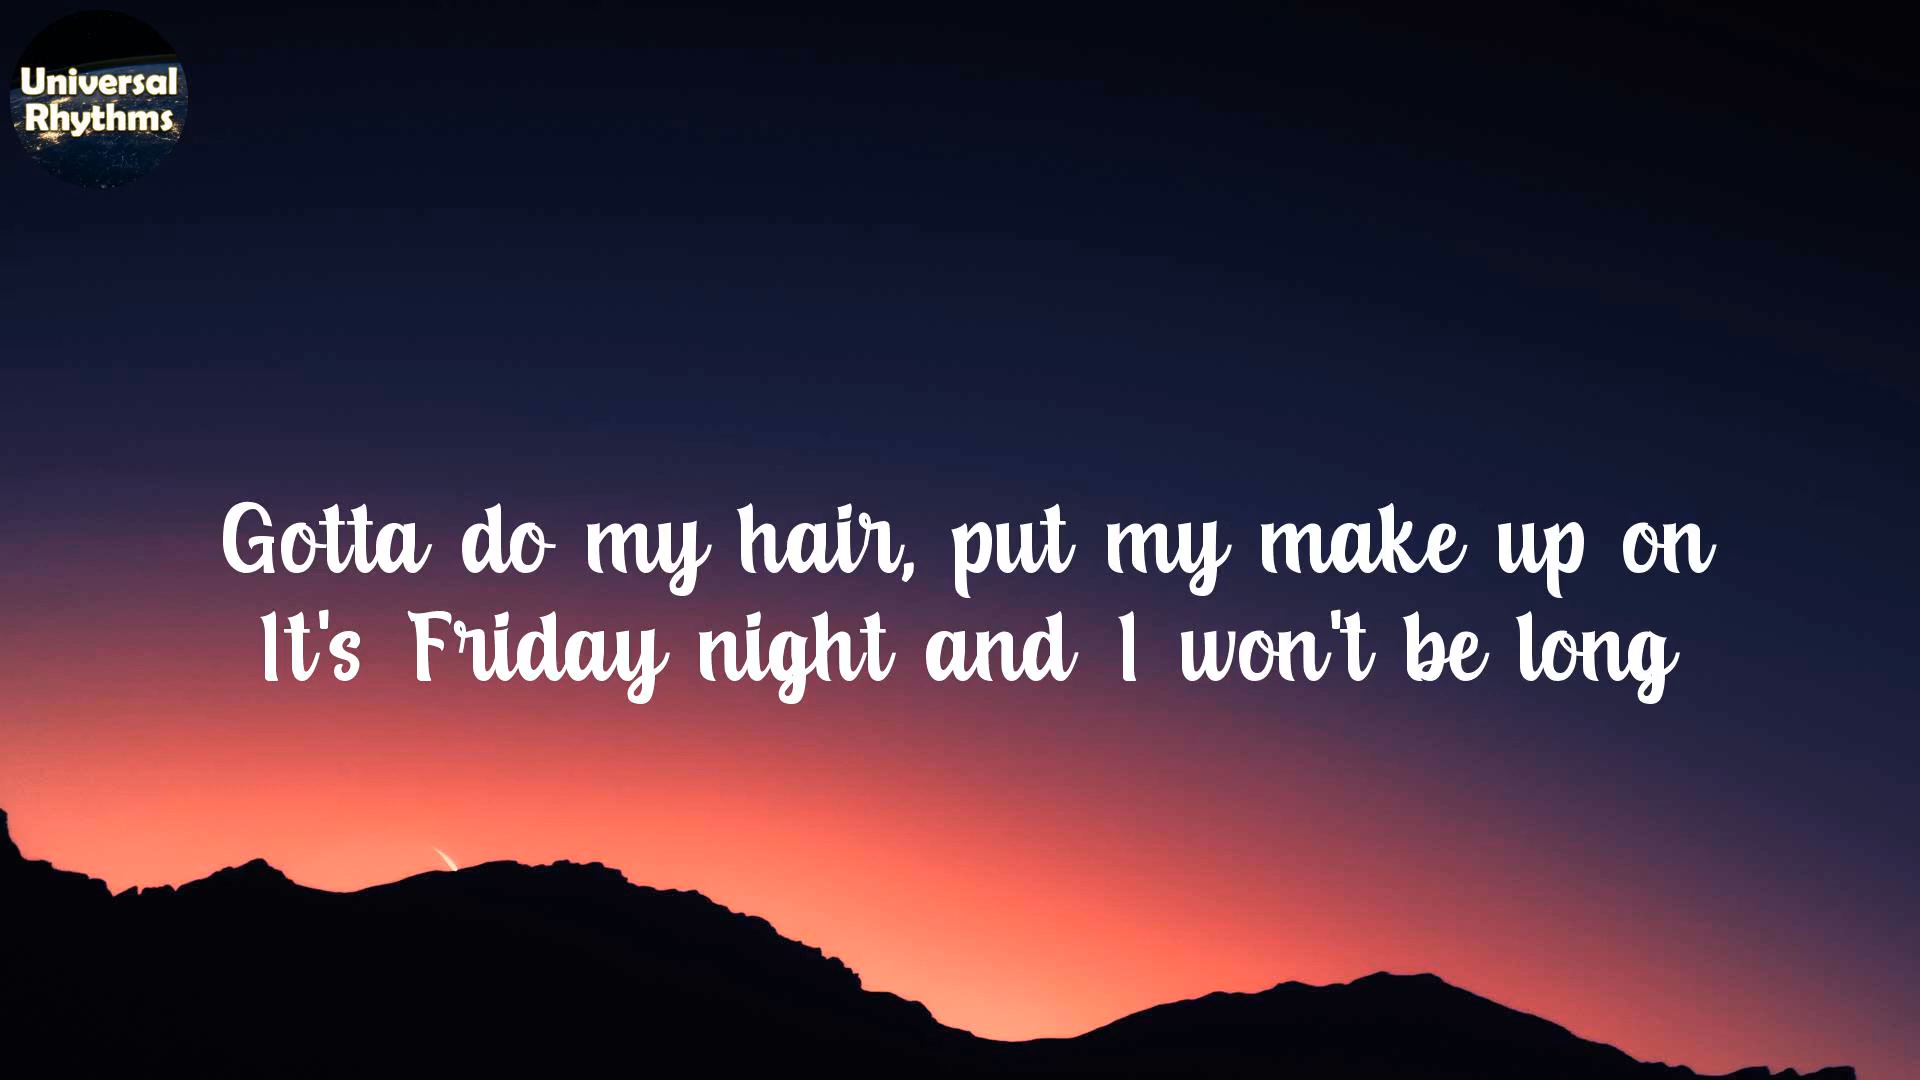 Universal
Rhythms
Gotta do my hair, put my make up on
It's Friday night and I won't be long